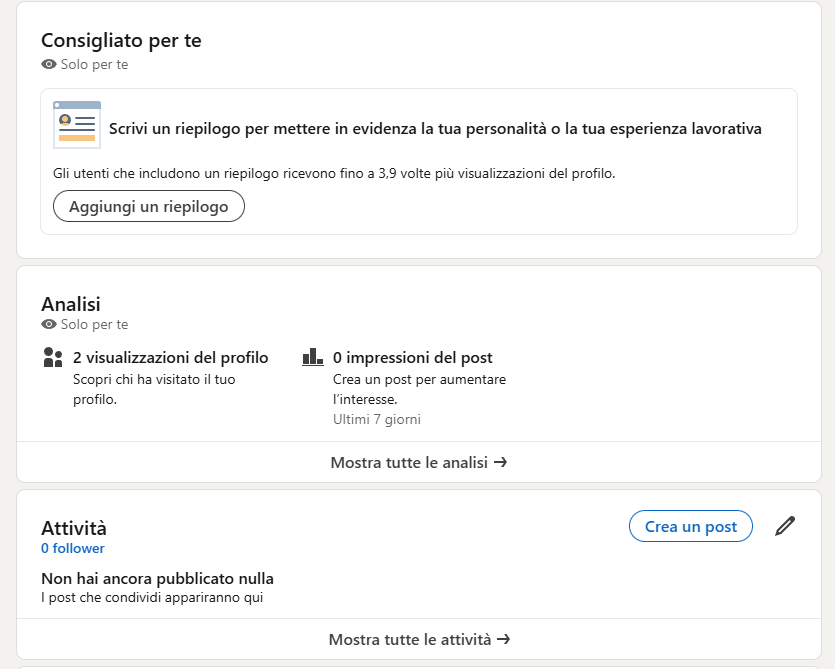 Consigliato per te
Solo per te
Scrivi un riepilogo per mettere in evidenza la tua personalità o la tua esperienza lavorativa
Gli utenti che includono un riepilogo ricevono fino a 3,9 volte più visualizzazioni del profilo.
Aggiungi un riepilogo
Analisi
Solo per te
2 visualizzazioni del profilo
Scopri chi ha visitato il tuo
profilo.
0 impressioni del post
Crea un post per aumentare
l’interesse.
Ultimi 7 giorni
Mostra tutte le analisi →
Attività
0 follower
Crea un post
Non hai ancora pubblicato nulla
I post che condividi appariranno qui
Mostra tutte le attività →